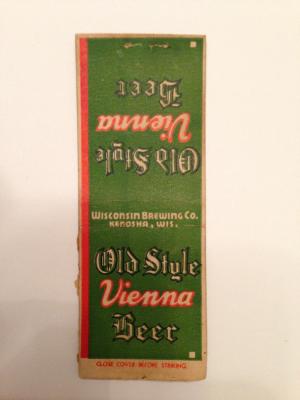 Old Style
Vienna
Beer
WISCONSIN BREWING CO.
KENOSHA, WIS.
Old Style
Vienna
Beer
CLOSE COVER BEFORE STRIKING